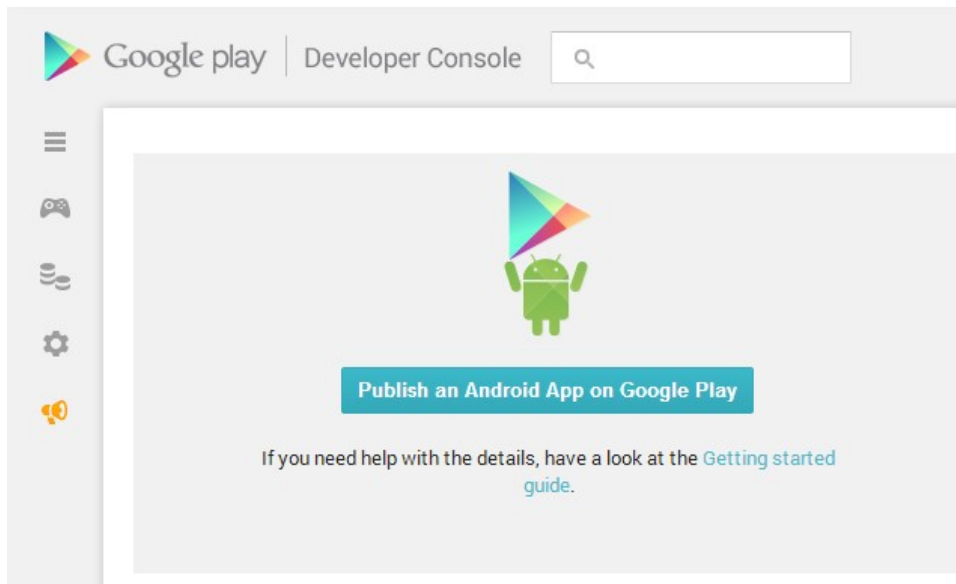 Google play Developer Console
Publish an Android App on Google Play
If you need help with the details, have a look at the Getting started
guide.